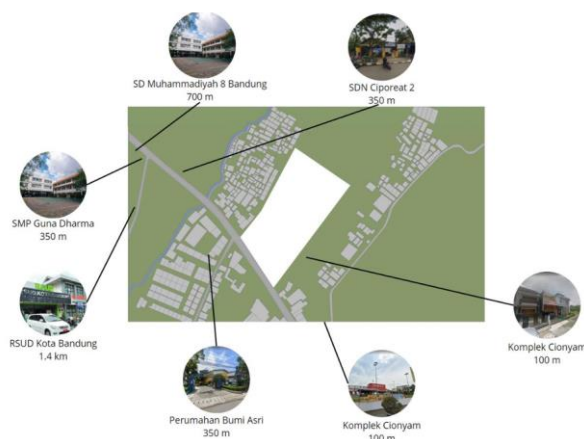 SD Muhammadiyah 8 Bandung
700 m
SDN Ciporeat 2
350 m
SMP Guna Dharma
350 m
RSUD Kota Bandung
1.4 km
Komplek Cionyam
100 m
Perumahan Bumi Asri
350 m
Komplek Cionyam
100 m